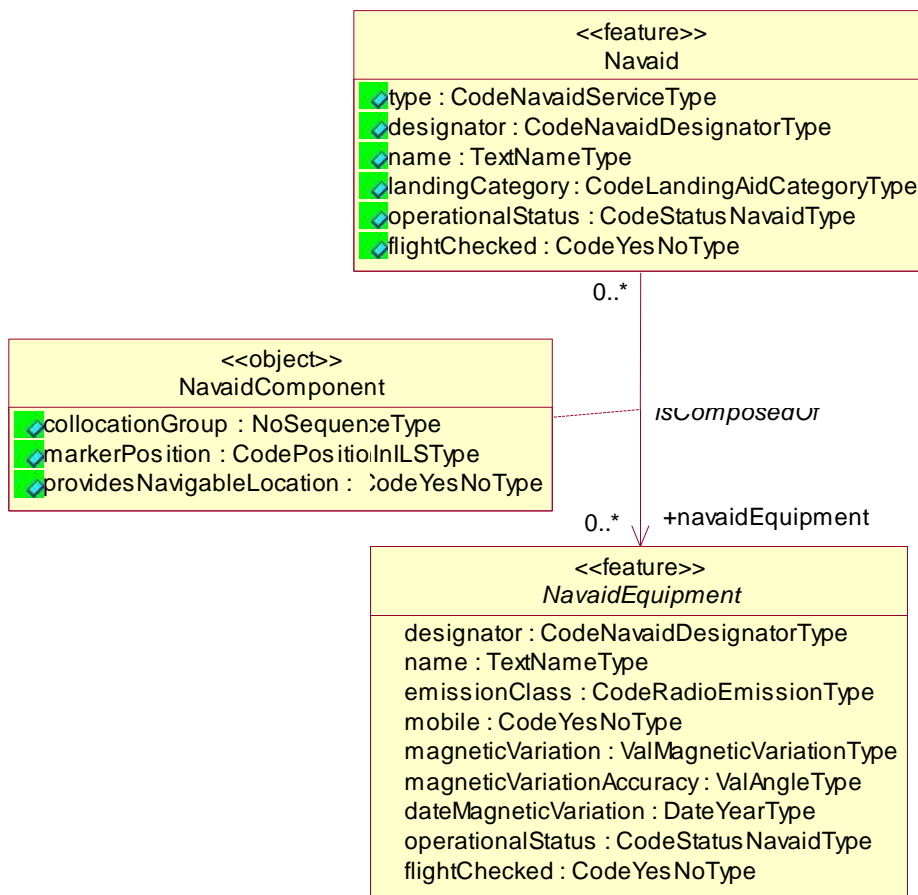 <<feature>>
Navaid
type : CodeNavaidServiceType
designator : CodeNavaidDesignatorType
name : TextNameType
landingCategory : CodeLandingAidCategoryType
operationalStatus : CodeStatusNavaidType
flightChecked : CodeYesNoType
0..*
<<object>>
NavaidComponent
collocationGroup : NoSequenceType
markerPosition : CodePositionInILSType
providesNavigableLocation : CodeYesNoType
isComposedOf
0..*
+navaidEquipment
<<feature>>
NavaidEquipment
designator : CodeNavaidDesignatorType
name : TextNameType
emissionClass : CodeRadioEmissionType
mobile : CodeYesNoType
magneticVariation : ValMagneticVariationType
magneticVariationAccuracy : ValAngleType
dateMagneticVariation : DateYearType
operationalStatus : CodeStatusNavaidType
flightChecked : CodeYesNoType